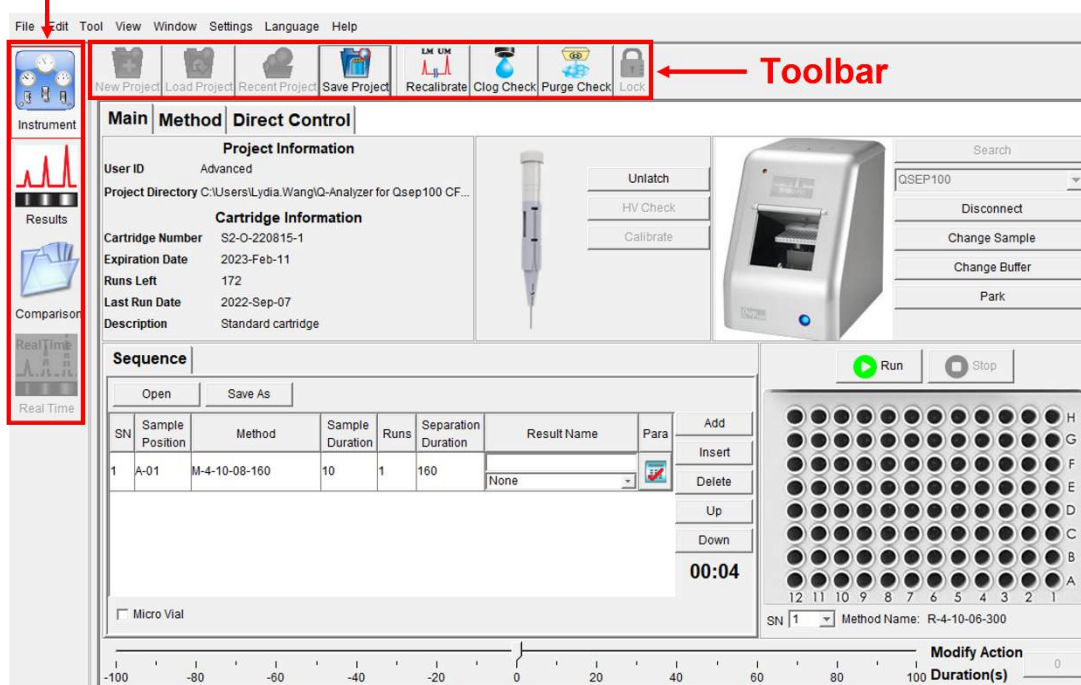 File Edit Tool View Window Settings Language Help
New Project Load Project Recent Project Save Project
LM UM
Recalibrate Clog Check Purge Check Lock
Toolbar
Instrument
Results
Comparison
RealTime
Real Time
Main Method Direct Control
Project Information
User ID Advanced
Project Directory C:\Users\Lydia.Wang\Q-Analyzer for Qsep100 CF...
Cartridge Information
Cartridge Number S2-O-220815-1
Expiration Date 2023-Feb-11
Runs Left 172
Last Run Date 2022-Sep-07
Description Standard cartridge
Unlatch
HV Check
Calibrate
Search
QSEP100
Disconnect
Change Sample
Change Buffer
Park
Sequence
Open Save As
SN Sample Position Method Sample Duration Runs Separation Duration Result Name Para
1 A-01 M-4-10-08-160 10 1 160
None
Add
Insert
Delete
Up
Down
00:04
Micro Vial
Run Stop
H
G
F
E
D
C
B
A
12 11 10 9 8 7 6 5 4 3 2 1
SN 1 Method Name: R-4-10-06-300
-100 -80 -60 -40 -20 0 20 40 60 80 100
Modify Action
Duration(s) 0